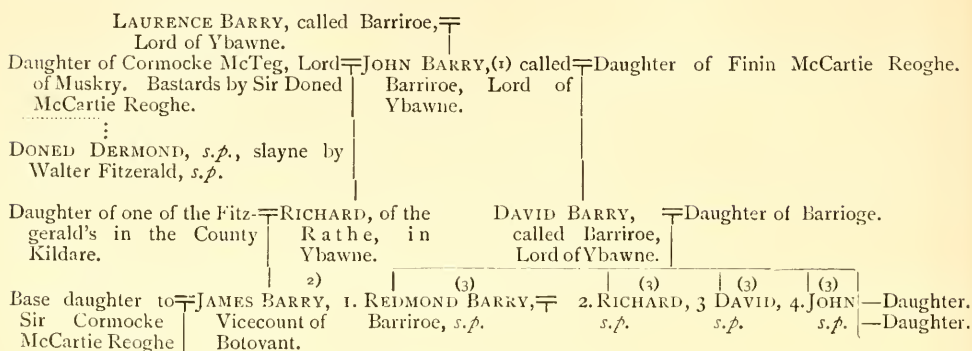 LAURENCE BARRY, called Barriroe,
Lord of Ybawne.
Daughter of Cormocke McTeg, Lord JOHN BARRY,(1) called Daughter of Finin McCartie Reoghe.
of Muskry. Bastards by Sir Doned Barriroe, Lord of
McCartie Reoghe. Ybawne.
DONED DERMOND, s.p., slayne by
Walter Fitzerald, s.p.
Daughter of one of the Fitz- RICHARD, of the DAVID BARRY, Daughter of Barrioge.
gerald's in the County Rathe, in called Barriroe,
Kildare. Ybawne. Lord of Ybawne.
2) (3) (3) (3) (3)
Base daughter to JAMES BARRY, 1. REDMOND BARRY, 2. RICHARD, 3 DAVID, 4. JOHN —Daughter.
Sir Cormocke Vicecount of Barriroe, s.p. s.p. s.p. s.p. —Daughter.
McCartie Reoghe Botovant.